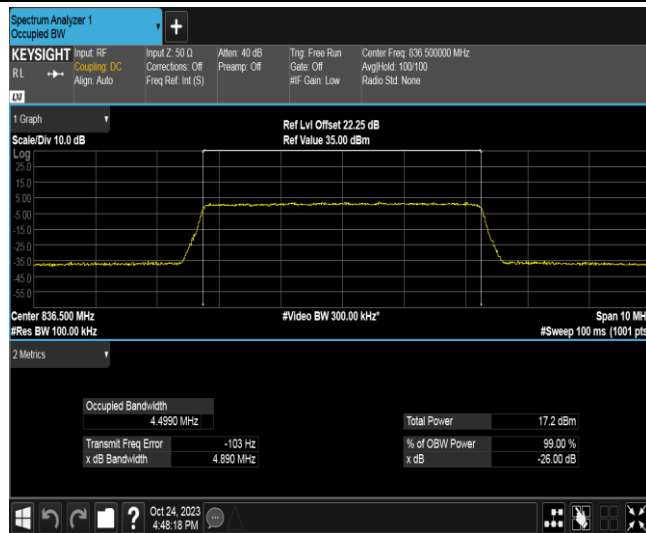 Spectrum Analyzer 1
Occupied BW
+
KEYSIGHT
RL
Input: RF
Coupling: DC
Align: Auto
Input Z: 50 Ω
Corrections: Off
Freq Ref: Int (S)
Atten: 40 dB
Preamp: Off
Trig: Free Run
Gate: Off
#IF Gain: Low
Center Freq: 836.500000 MHz
Avg|Hold: 100/100
Radio Std: None
1 Graph
Scale/Div 10.0 dB
Ref Lvl Offset 22.25 dB
Ref Value 35.00 dBm
Log
25.0
15.0
5.00
-5.00
-15.0
-25.0
-35.0
-45.0
-55.0
Center 836.500 MHz
#Video BW 300.00 kHz*
Span 10 MH
#Res BW 100.00 kHz
#Sweep 100 ms (1001 pts
2 Metrics
Occupied Bandwidth
4.4990 MHz
Total Power 17.2 dBm
Transmit Freq Error -103 Hz
% of OBW Power 99.00 %
x dB Bandwidth 4.890 MHz
x dB -26.00 dB
?
Oct 24, 2023
4:48:18 PM